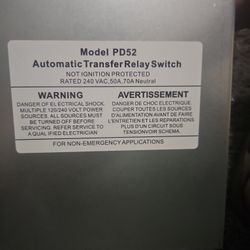 Model PD52
Automatic Transfer Relay Switch
NOT IGNITION PROTECTED
RATED 240 VAC, 50A. 70A Neutral
WARNING
DANGER OF ELECTRICAL SHOCK.
MULTIPLE 120/240 VOLT POWER
SOURCES. ALL SOURCES MUST
BE TURNED OFF BEFORE
SERVICING. REFER SERVICE TO
A QUALIFIED ELECTRICIAN
AVERTISSEMENT
DANGER DE CHOC ELECTRIQUE.
COUPER TOUTES LES SOURCES
D'ALIMENTATION AVANT DE FAIRE
L'ENTRETIEN ET LES REPARATIONS
PLUS D'UN CIRCUIT SOUS
TENSION VOIR SCHEMA.
FOR NON-EMERGENCY APPLICATIONS